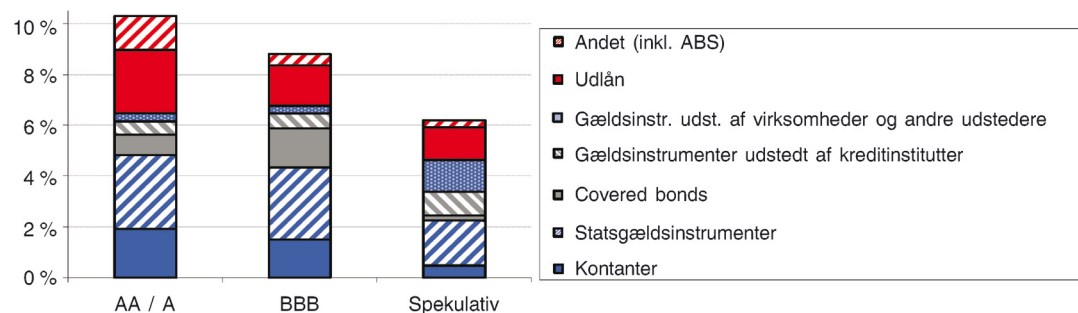 10 %
8 %
6 %
4 %
2 %
0 %
AA / A
BBB
Spekulativ
Andet (inkl. ABS)
Udlån
Gældsinstr. udst. af virksomheder og andre udstedere
Gældsinstrumenter udstedt af kreditinstitutter
Covered bonds
Statsgældsinstrumenter
Kontanter